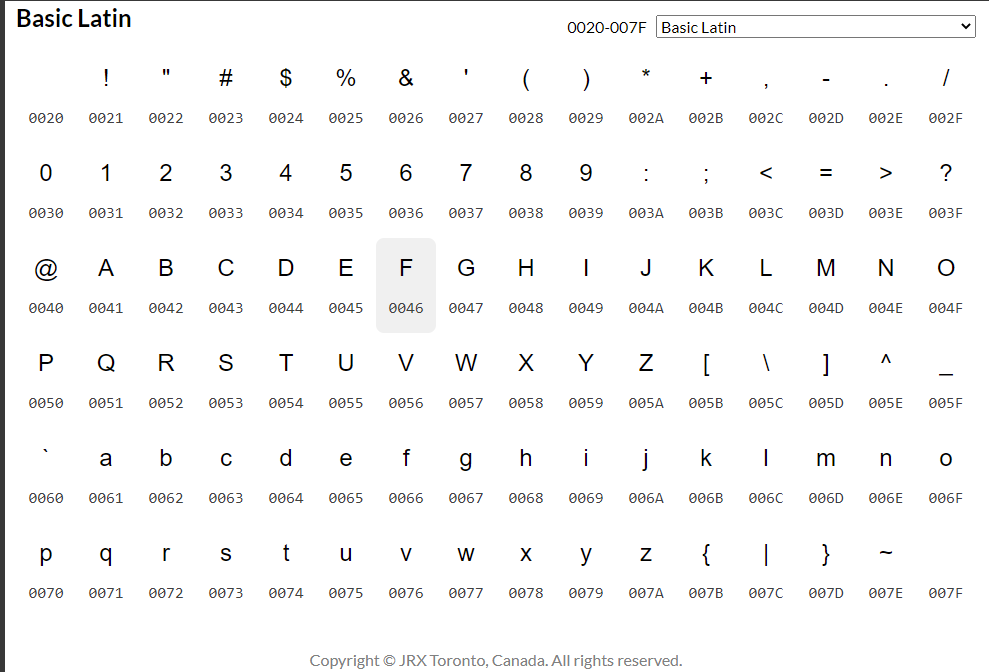 Basic Latin
0020-007F Basic Latin
! " # $ % & ' ( ) * + , - . /
0020 0021 0022 0023 0024 0025 0026 0027 0028 0029 002A 002B 002C 002D 002E 002F
0 1 2 3 4 5 6 7 8 9 : ; < = > ?
0030 0031 0032 0033 0034 0035 0036 0037 0038 0039 003A 003B 003C 003D 003E 003F
@ A B C D E F G H I J K L M N O
0040 0041 0042 0043 0044 0045 0046 0047 0048 0049 004A 004B 004C 004D 004E 004F
P Q R S T U V W X Y Z [ \ ] ^ _
0050 0051 0052 0053 0054 0055 0056 0057 0058 0059 005A 005B 005C 005D 005E 005F
` a b c d e f g h i j k l m n o
0060 0061 0062 0063 0064 0065 0066 0067 0068 0069 006A 006B 006C 006D 006E 006F
p q r s t u v w x y z { | } ~
0070 0071 0072 0073 0074 0075 0076 0077 0078 0079 007A 007B 007C 007D 007E 007F
Copyright © JRX Toronto, Canada. All rights reserved.